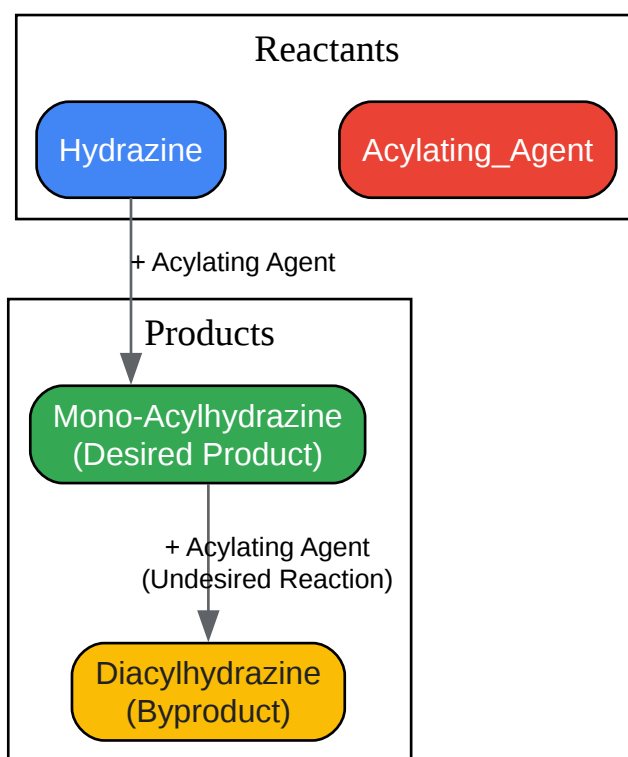 Reactants
Hydrazine
Acylating_Agent
+ Acylating Agent
Products
Mono-Acylhydrazine
(Desired Product)
+ Acylating Agent
(Undesired Reaction)
Diacylhydrazine
(Byproduct)